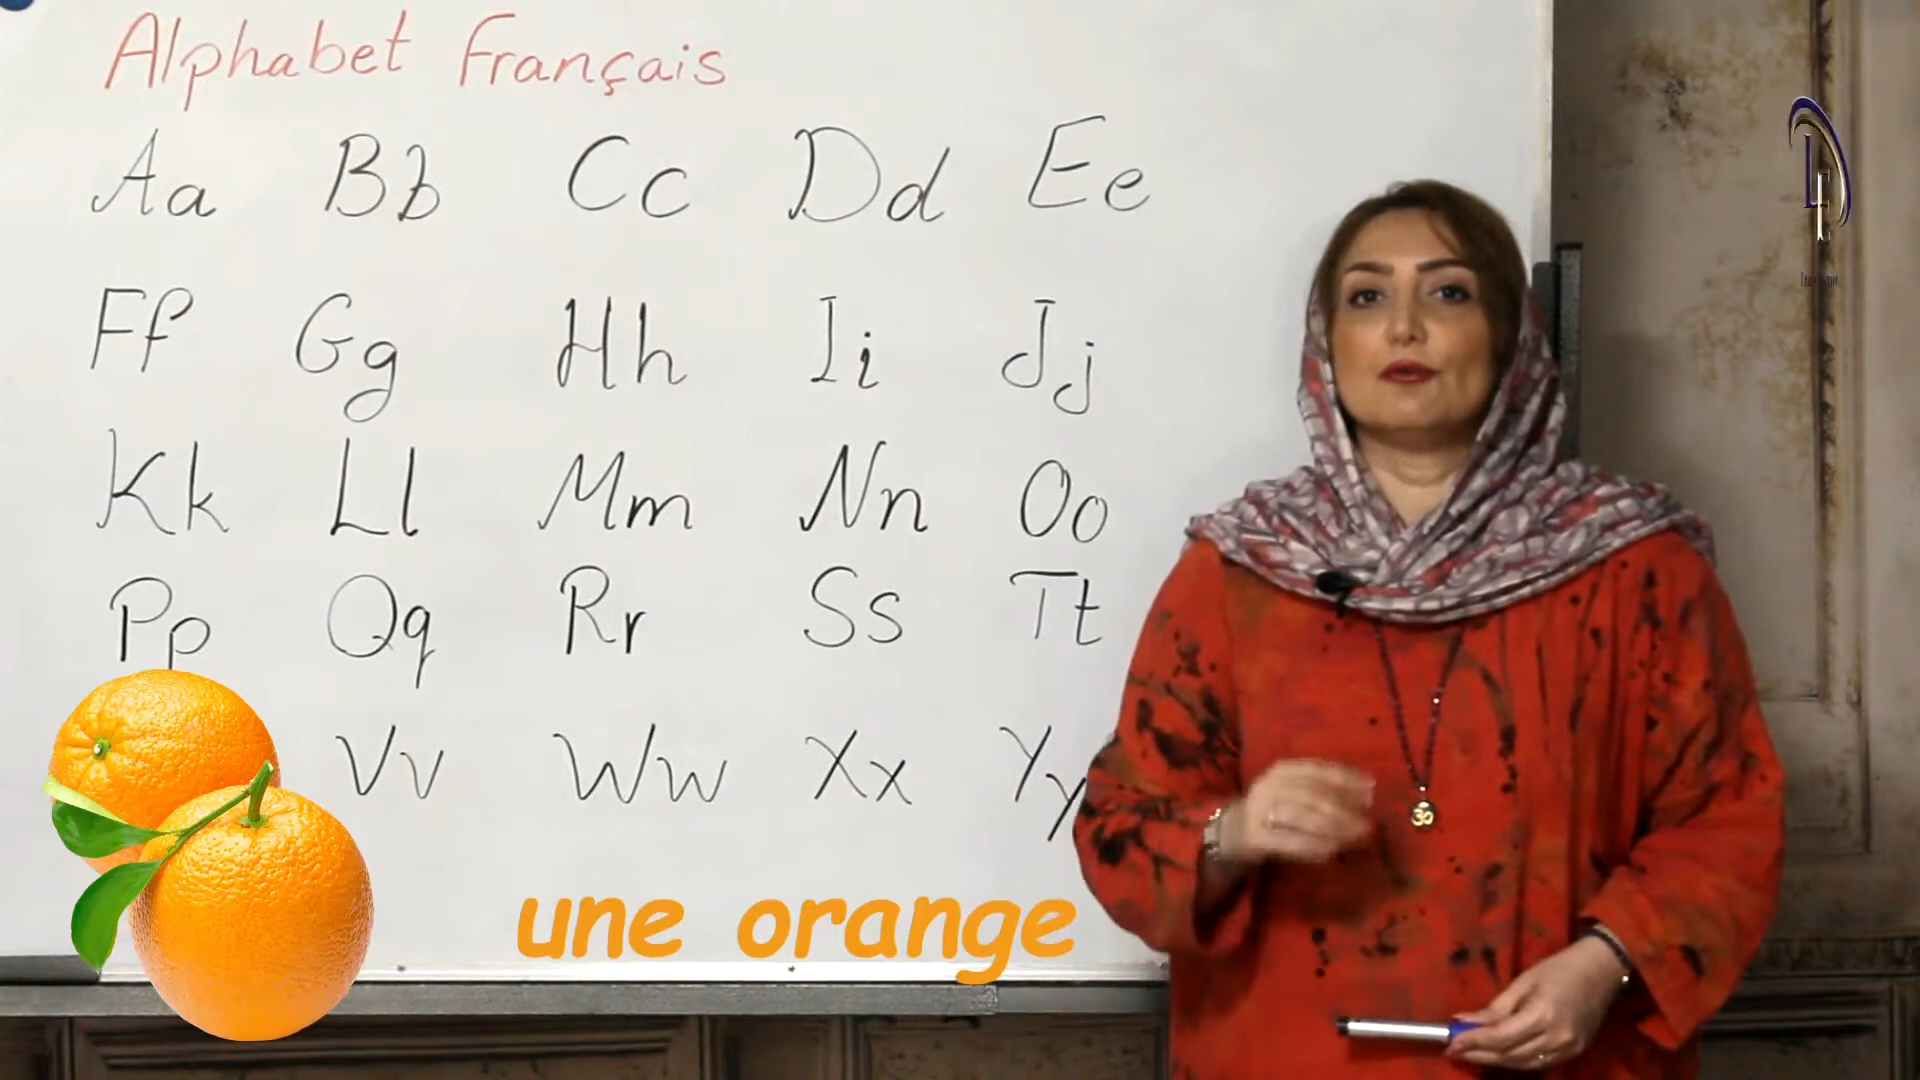 Alphabet Français
Aa Bb Cc Dd Ee
Ff Gg Hh Ii Jj
Kk Ll Mm Nn Oo
Pp Qq Rr Ss Tt
Vv Ww Xx Yy
une orange